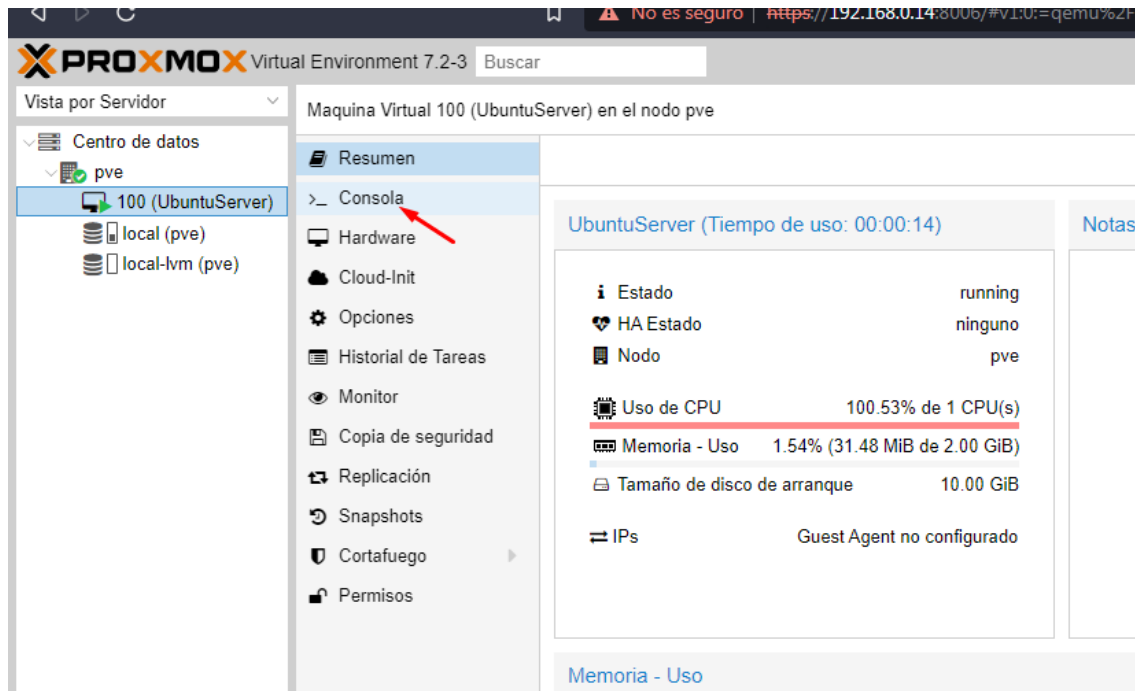 No es seguro | https://192.168.0.14:8006/#v1:0:=qemu%2F
PROXMOX Virtual Environment 7.2-3 Buscar
Vista por Servidor
Maquina Virtual 100 (UbuntuServer) en el nodo pve
Centro de datos
pve
100 (UbuntuServer)
local (pve)
local-lvm (pve)
Resumen
>_ Consola
Hardware
Cloud-Init
Opciones
Historial de Tareas
Monitor
Copia de seguridad
Replicación
Snapshots
Cortafuego
Permisos
UbuntuServer (Tiempo de uso: 00:00:14)
Estado running
HA Estado ninguno
Nodo pve
Uso de CPU 100.53% de 1 CPU(s)
Memoria - Uso 1.54% (31.48 MiB de 2.00 GiB)
Tamaño de disco de arranque 10.00 GiB
IPs Guest Agent no configurado
Notas
Memoria - Uso